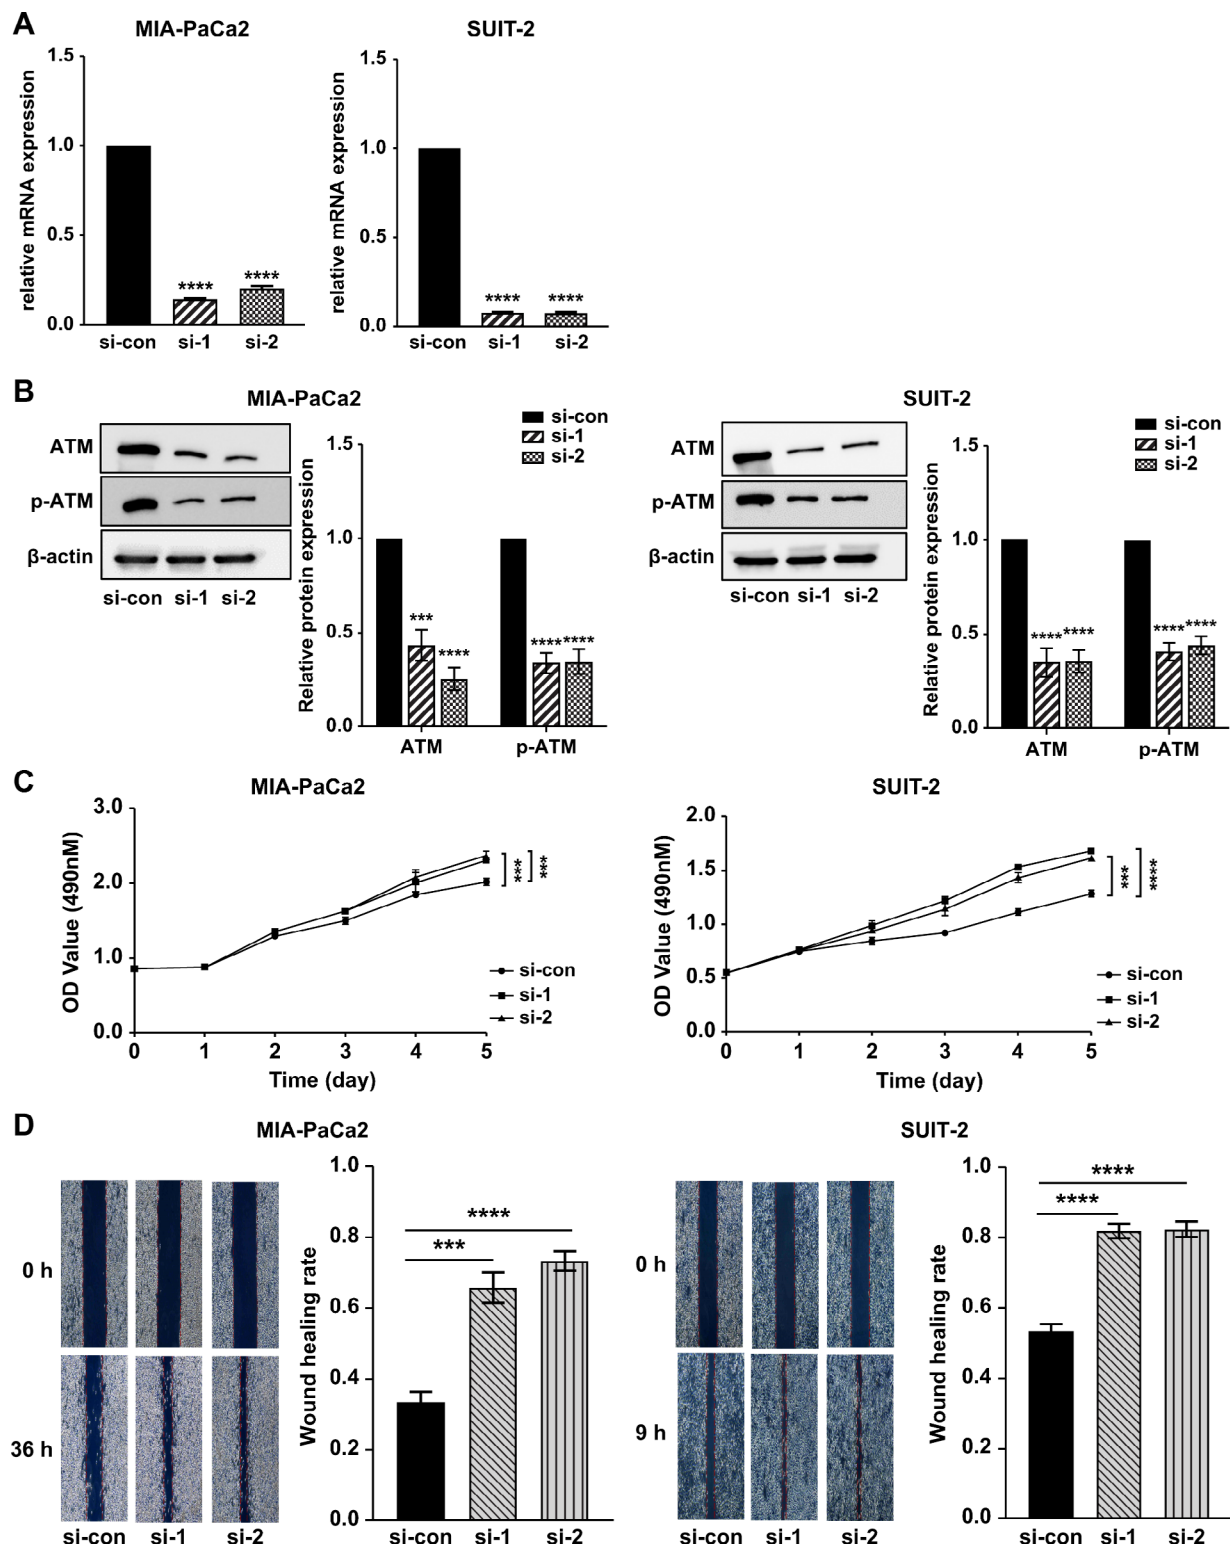 A
MIA-PaCa2
SUIT-2
relative mRNA expression
1.5
1.0
0.5
0.0
****
****
si-con si-1 si-2
relative mRNA expression
1.5
1.0
0.5
0.0
****
****
si-con si-1 si-2
B
MIA-PaCa2
ATM
p-ATM
β-actin
si-con si-1 si-2
si-con
si-1
si-2
Relative protein expression
1.5
1.0
0.5
0.0
***
****
****
****
ATM
p-ATM
SUIT-2
ATM
p-ATM
β-actin
si-con si-1 si-2
si-con
si-1
si-2
Relative protein expression
1.5
1.0
0.5
0.0
****
****
****
****
ATM
p-ATM
C
MIA-PaCa2
OD Value (490nM)
3.0
2.0
1.0
0.0
***
***
si-con
si-1
si-2
0 1 2 3 4 5
Time (day)
SUIT-2
OD Value (490nM)
2.0
1.5
1.0
0.5
0.0
***
****
si-con
si-1
si-2
0 1 2 3 4 5
Time (day)
D
MIA-PaCa2
0 h
36 h
si-con si-1 si-2
Wound healing rate
1.0
0.8
0.6
0.4
0.2
0.0
****
***
si-con si-1 si-2
SUIT-2
0 h
9 h
si-con si-1 si-2
Wound healing rate
1.0
0.8
0.6
0.4
0.2
0.0
****
****
si-con si-1 si-2